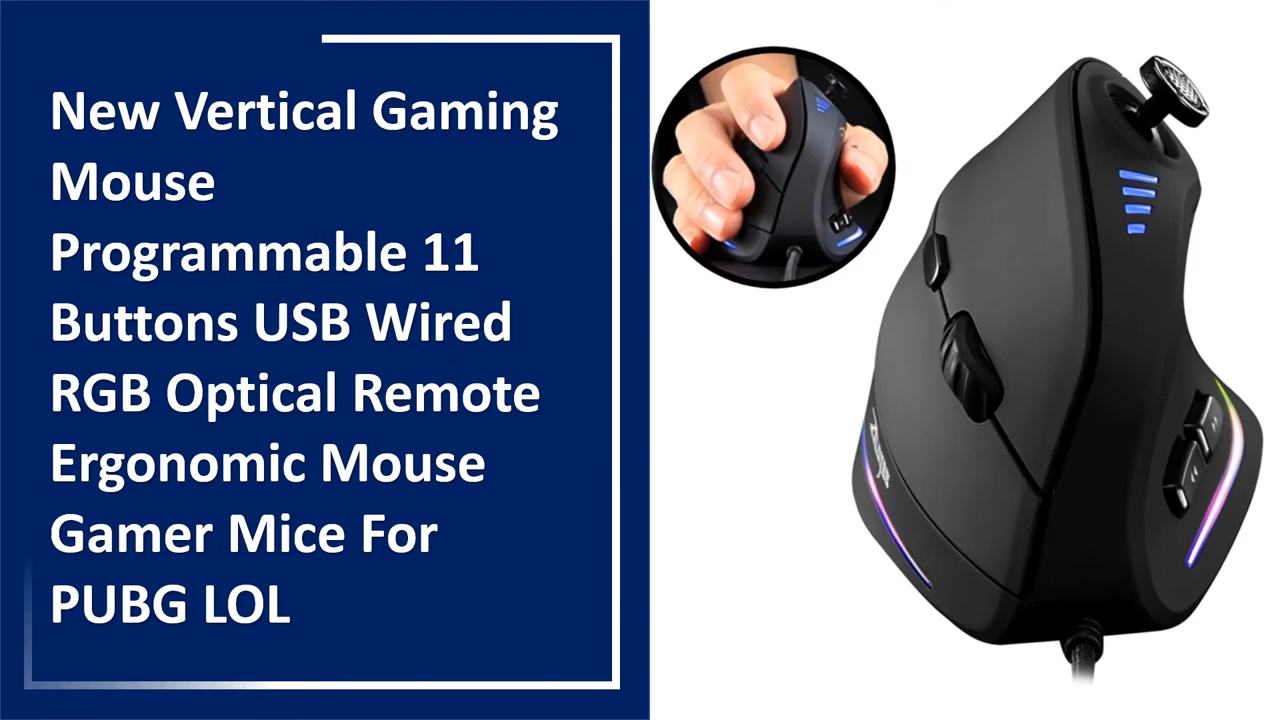 New Vertical Gaming
Mouse
Programmable 11
Buttons USB Wired
RGB Optical Remote
Ergonomic Mouse
Gamer Mice For
PUBG LOL